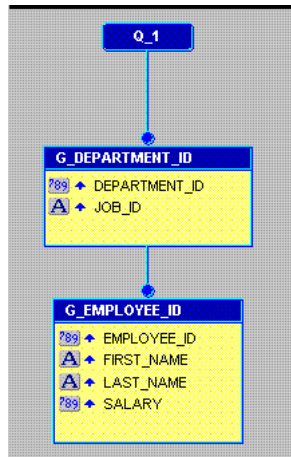 Q_1
G_DEPARTMENT_ID
789 DEPARTMENT_ID
A JOB_ID
G_EMPLOYEE_ID
789 EMPLOYEE_ID
A FIRST_NAME
A LAST_NAME
789 SALARY